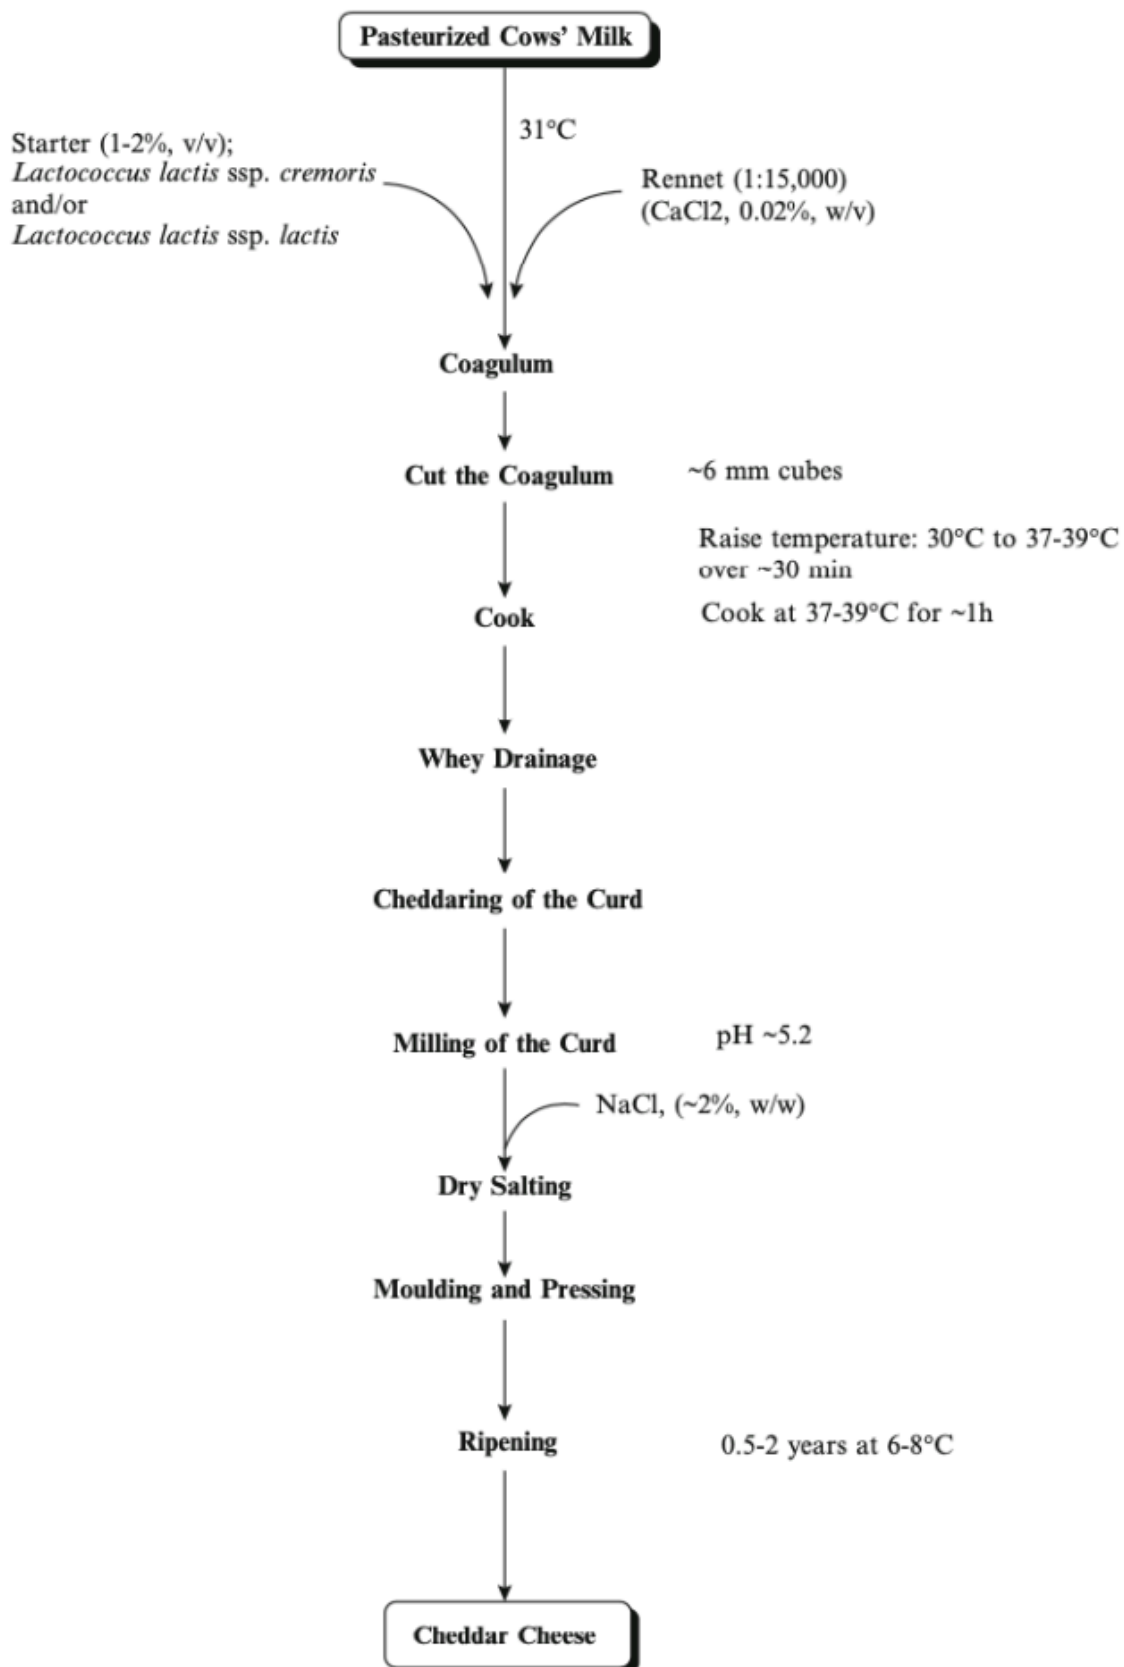 Pasteurized Cows' Milk
31°C
Starter (1-2%, v/v);
Lactococcus lactis ssp. cremoris
and/or
Lactococcus lactis ssp. lactis
Rennet (1:15,000)
(CaCl2, 0.02%, w/v)
Coagulum
Cut the Coagulum
~6 mm cubes
Raise temperature: 30°C to 37-39°C
over ~30 min
Cook
Cook at 37-39°C for ~1h
Whey Drainage
Cheddaring of the Curd
Milling of the Curd
pH ~5.2
NaCl, (~2%, w/w)
Dry Salting
Moulding and Pressing
Ripening
0.5-2 years at 6-8°C
Cheddar Cheese